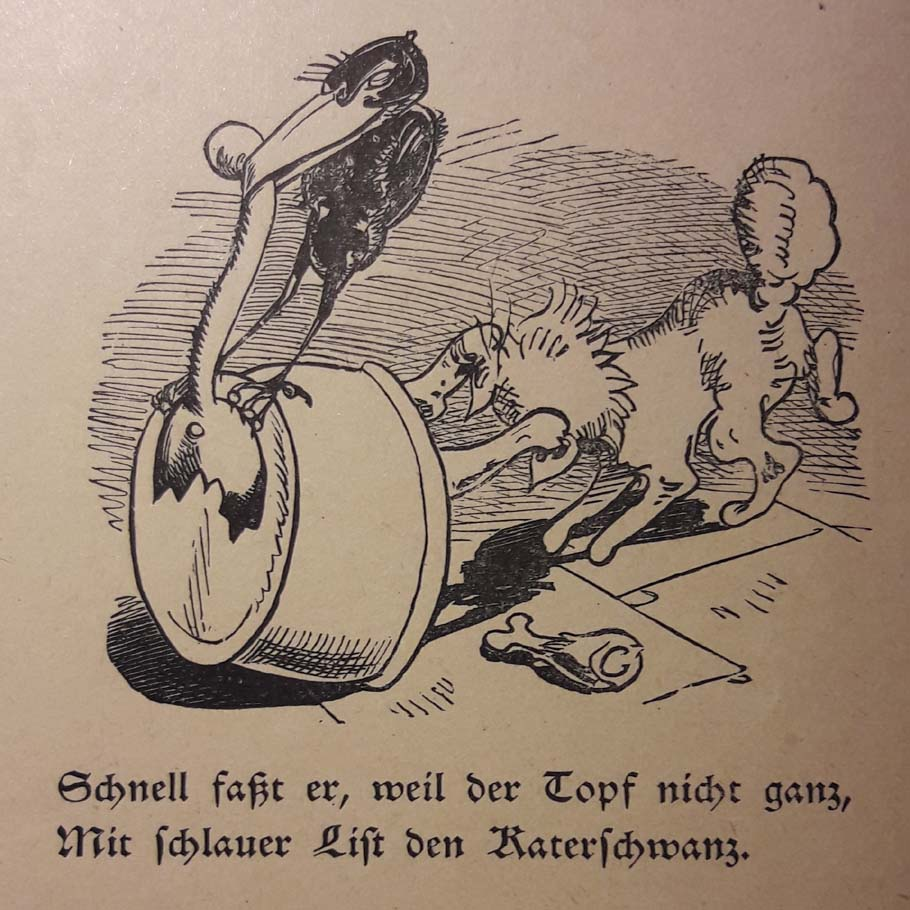 Schnell faßt er, weil der Topf nicht ganz,
Mit schlauer List den Katerschwanz.